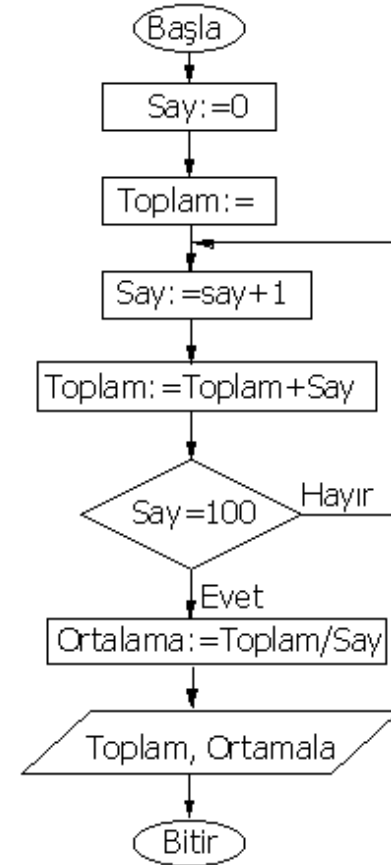 Başla
Say:=0
Toplam:=
Say:=say+1
Toplam:=Toplam+Say
Say=100
Hayır
Evet
Ortalama:=Toplam/Say
Toplam, Ortamala
Bitir